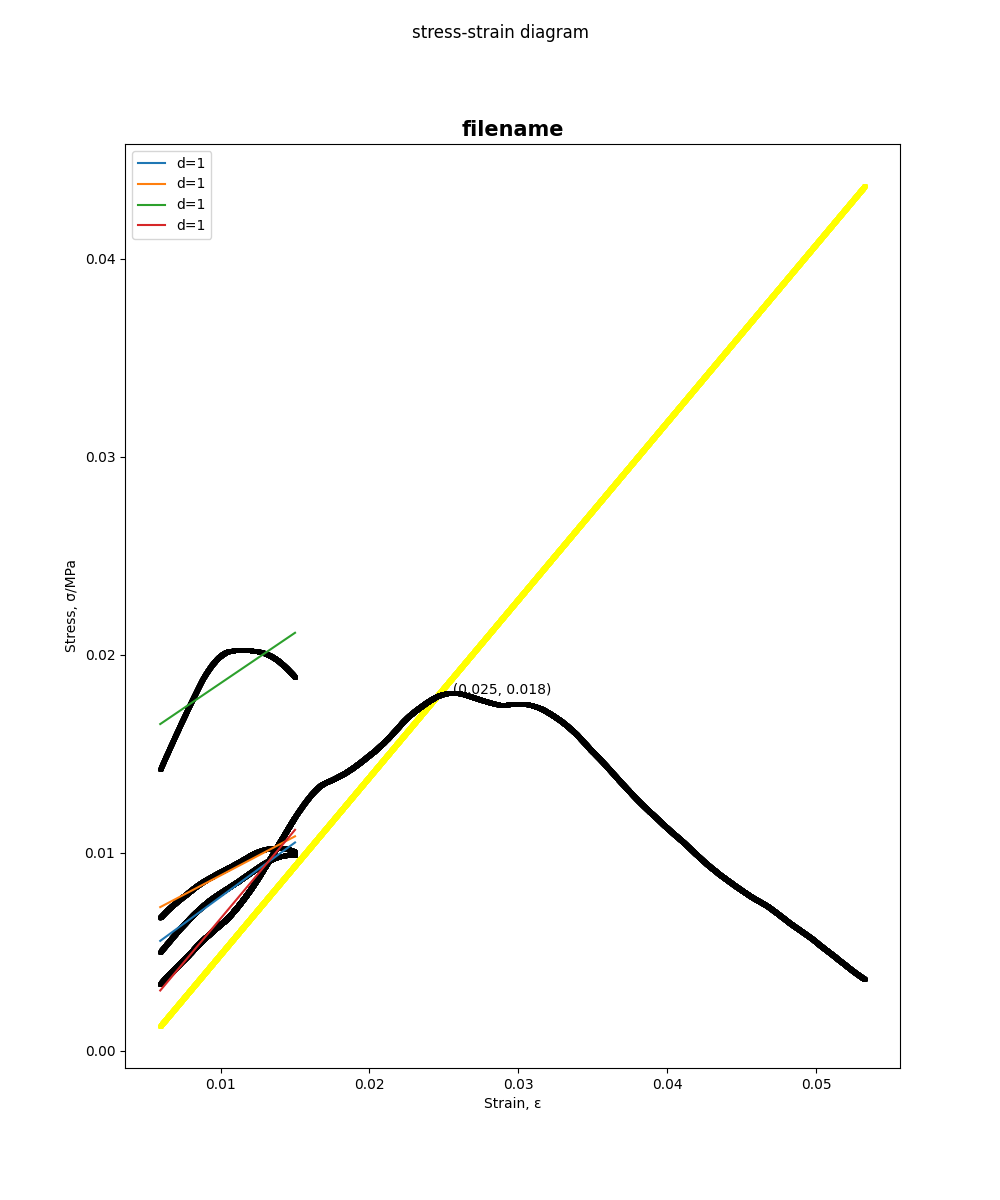 stress-strain diagram
filename
d=1
d=1
d=1
d=1
0.04
0.03
0.02
0.01
0.00
Stress, σ/MPa
(0.025, 0.018)
0.01 0.02 0.03 0.04 0.05
Strain, ε